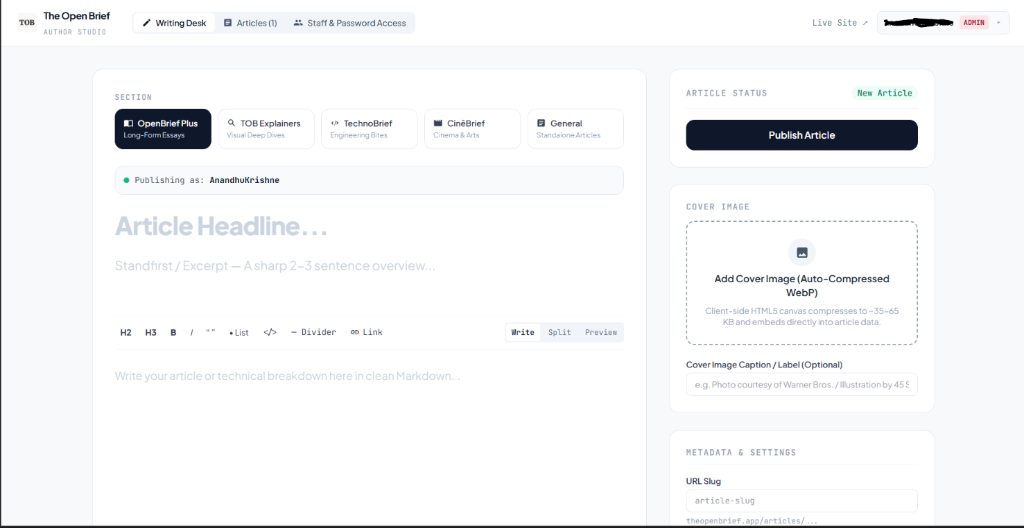 TOB
The Open Brief
AUTHOR STUDIO
Writing Desk
Articles (1)
Staff & Password Access
Live Site ↗
ADMIN
SECTION
OpenBrief Plus
Long-Form Essays
TOB Explainers
Visual Deep Dives
TechnoBrief
Engineering Bites
CinéBrief
Cinema & Arts
General
Standalone Articles
Publishing as: AnandhuKrishne
Article Headline...
Standfirst / Excerpt — A sharp 2–3 sentence overview...
H2 H3 B I "" • List </> — Divider Link
Write Split Preview
Write your article or technical breakdown here in clean Markdown...
ARTICLE STATUS
New Article
Publish Article
COVER IMAGE
Add Cover Image (Auto-Compressed
WebP)
Client-side HTML5 canvas compresses to ~35–65
KB and embeds directly into article data.
Cover Image Caption / Label (Optional)
e.g. Photo courtesy of Warner Bros. / Illustration by 45 S
METADATA & SETTINGS
URL Slug
article-slug
theopenbrief.app/articles/...